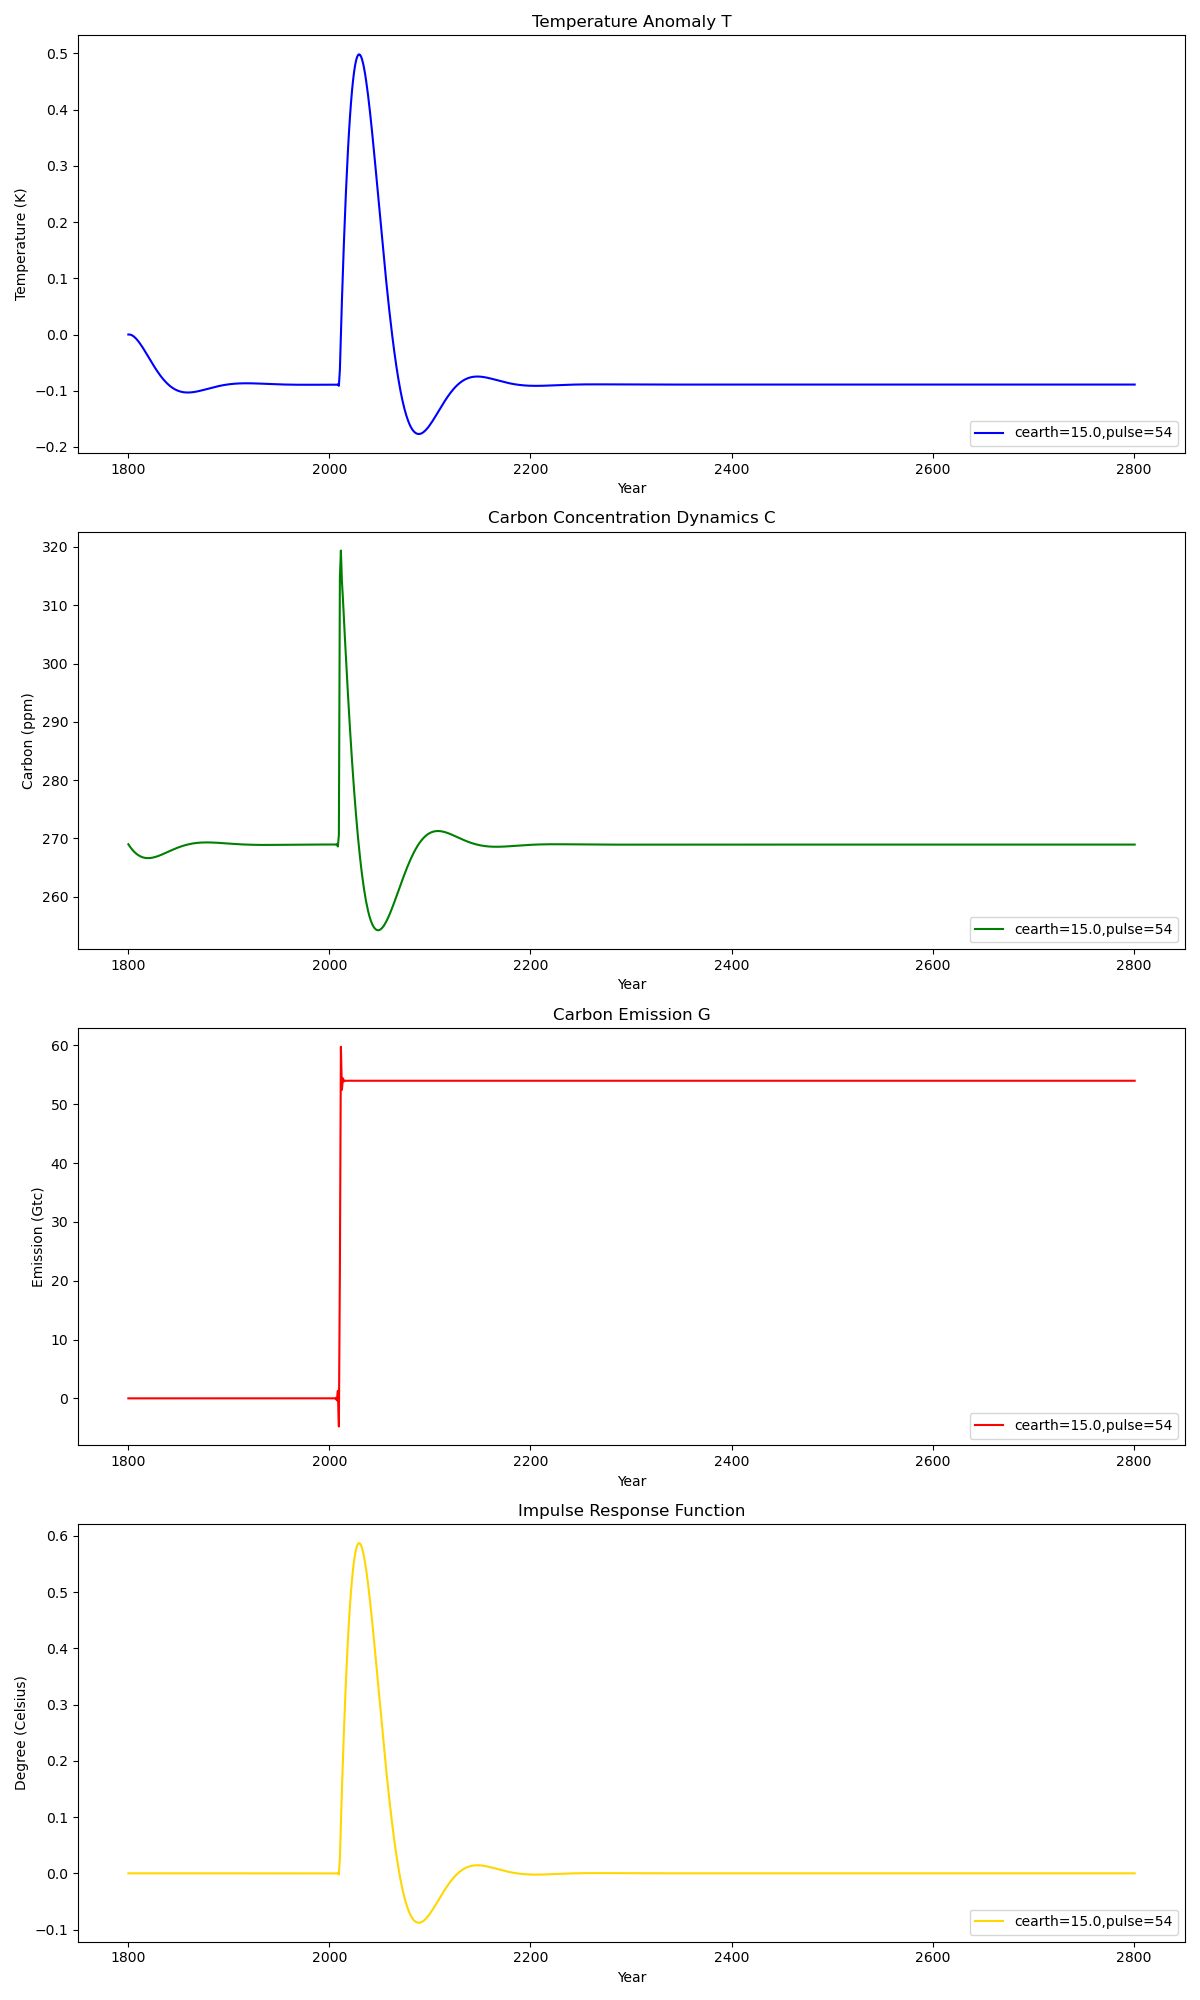 Temperature Anomaly T
0.5
0.4
0.3
0.2
0.1
0.0
−0.1
−0.2
Temperature (K)
cearth=15.0,pulse=54
1800 2000 2200 2400 2600 2800
Year
Carbon Concentration Dynamics C
320
310
300
290
280
270
260
Carbon (ppm)
cearth=15.0,pulse=54
1800 2000 2200 2400 2600 2800
Year
Carbon Emission G
60
50
40
30
20
10
0
Emission (Gtc)
cearth=15.0,pulse=54
1800 2000 2200 2400 2600 2800
Year
Impulse Response Function
0.6
0.5
0.4
0.3
0.2
0.1
0.0
−0.1
Degree (Celsius)
cearth=15.0,pulse=54
1800 2000 2200 2400 2600 2800
Year